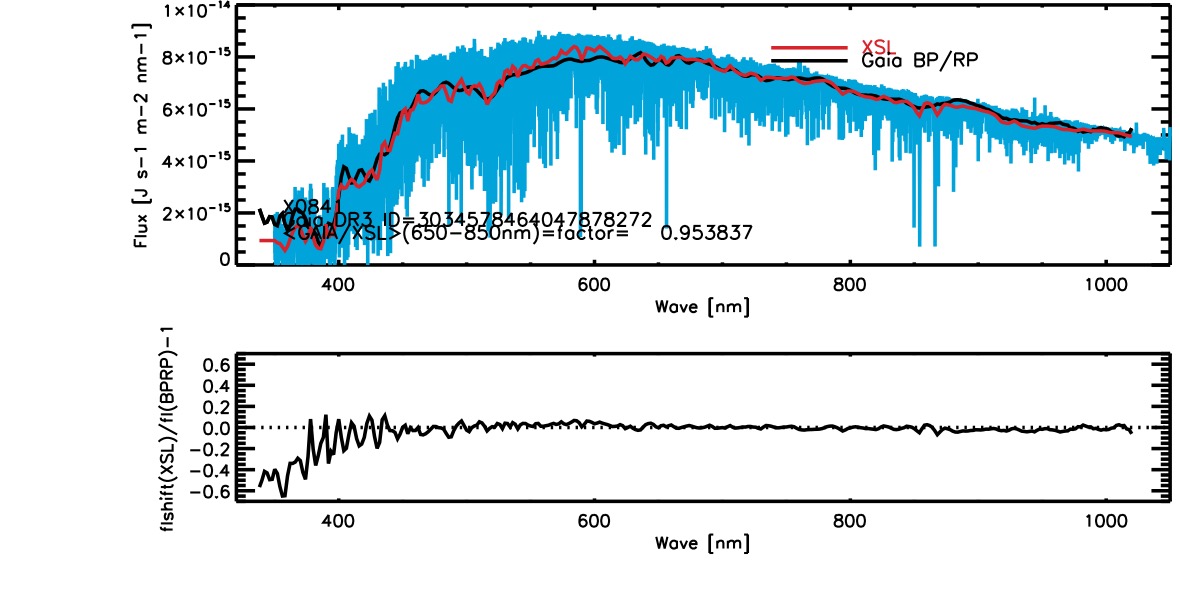 1×10−14
8×10−15
6×10−15
4×10−15
2×10−15
0
Flux [J s−1 m−2 nm−1]
XSL
Gaia BP/RP
X0841
Gaia DR3 ID=3034578464047878272
<GAIA/XSL>(650−850nm)=factor= 0.953837
400 600 800 1000
Wave [nm]
0.6
0.4
0.2
0.0
−0.2
−0.4
−0.6
flshift(XSL)/fl(BPRP)−1
400 600 800 1000
Wave [nm]